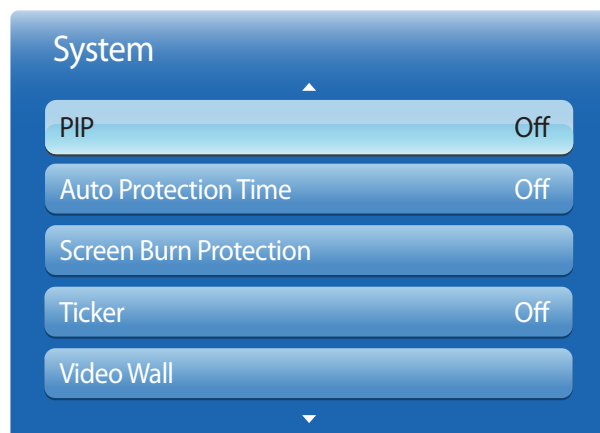 System
PIP Off
Auto Protection Time Off
Screen Burn Protection
Ticker Off
Video Wall